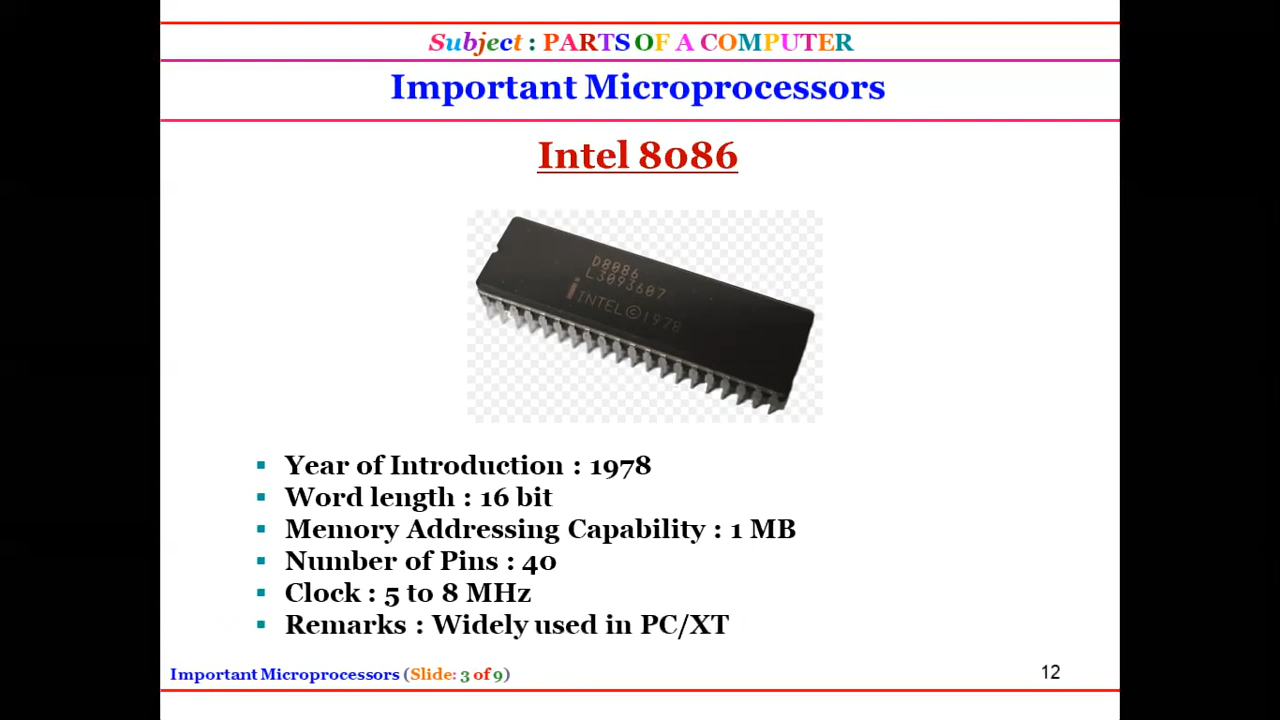 Subject : PARTS OF A COMPUTER
Important Microprocessors
Intel 8086
D8086
L3093607
INTEL©1978
Year of Introduction : 1978
Word length : 16 bit
Memory Addressing Capability : 1 MB
Number of Pins : 40
Clock : 5 to 8 MHz
Remarks : Widely used in PC/XT
Important Microprocessors (Slide: 3 of 9)
12